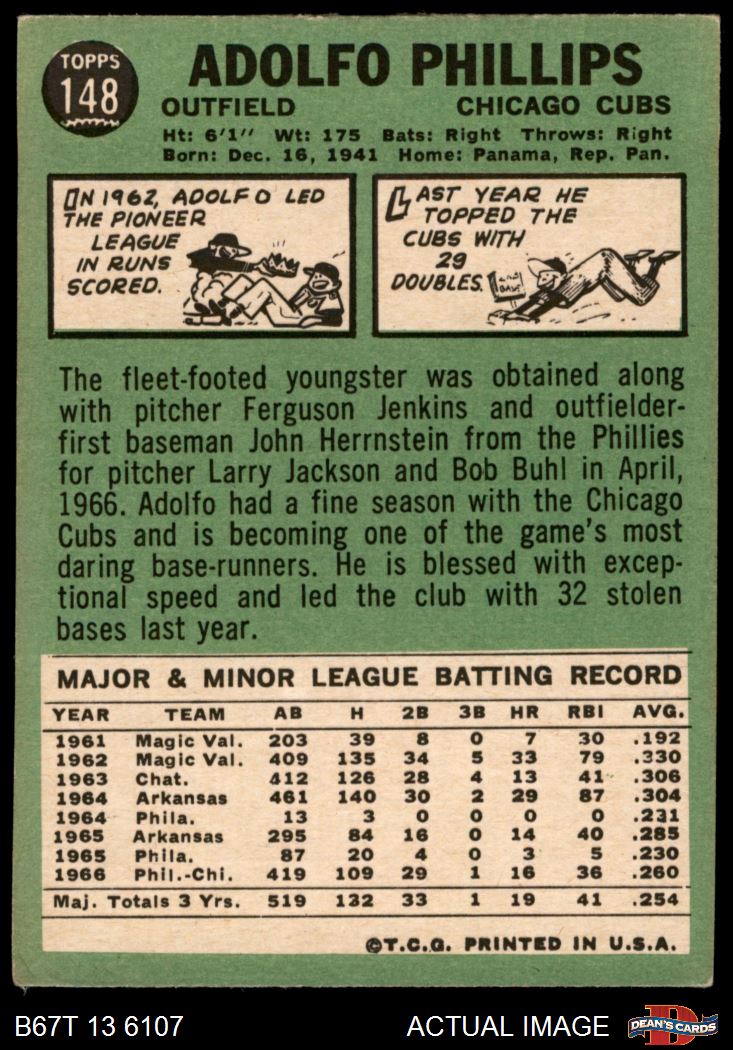 TOPPS
148
ADOLFO PHILLIPS
OUTFIELD CHICAGO CUBS
Ht: 6'1" Wt: 175 Bats: Right Throws: Right
Born: Dec. 16, 1941 Home: Panama, Rep. Pan.
IN 1962, ADOLFO LED
THE PIONEER
LEAGUE
IN RUNS
SCORED.
LAST YEAR HE
TOPPED THE
CUBS WITH
29
DOUBLES.
2ND
BASE
The fleet-footed youngster was obtained along
with pitcher Ferguson Jenkins and outfielder-
first baseman John Herrnstein from the Phillies
for pitcher Larry Jackson and Bob Buhl in April,
1966. Adolfo had a fine season with the Chicago
Cubs and is becoming one of the game's most
daring base-runners. He is blessed with excep-
tional speed and led the club with 32 stolen
bases last year.
MAJOR & MINOR LEAGUE BATTING RECORD
YEAR TEAM AB H 2B 3B HR RBI AVG.
1961 Magic Val. 203 39 8 0 7 30 .192
1962 Magic Val. 409 135 34 5 33 79 .330
1963 Chat. 412 126 28 4 13 41 .306
1964 Arkansas 461 140 30 2 29 87 .304
1964 Phila. 13 3 0 0 0 0 .231
1965 Arkansas 295 84 16 0 14 40 .285
1965 Phila. 87 20 4 0 3 5 .230
1966 Phil.-Chi. 419 109 29 1 16 36 .260
Maj. Totals 3 Yrs. 519 132 33 1 19 41 .254
©T.C.G. PRINTED IN U.S.A.
B67T 13 6107 ACTUAL IMAGE
DEAN'S CARDS